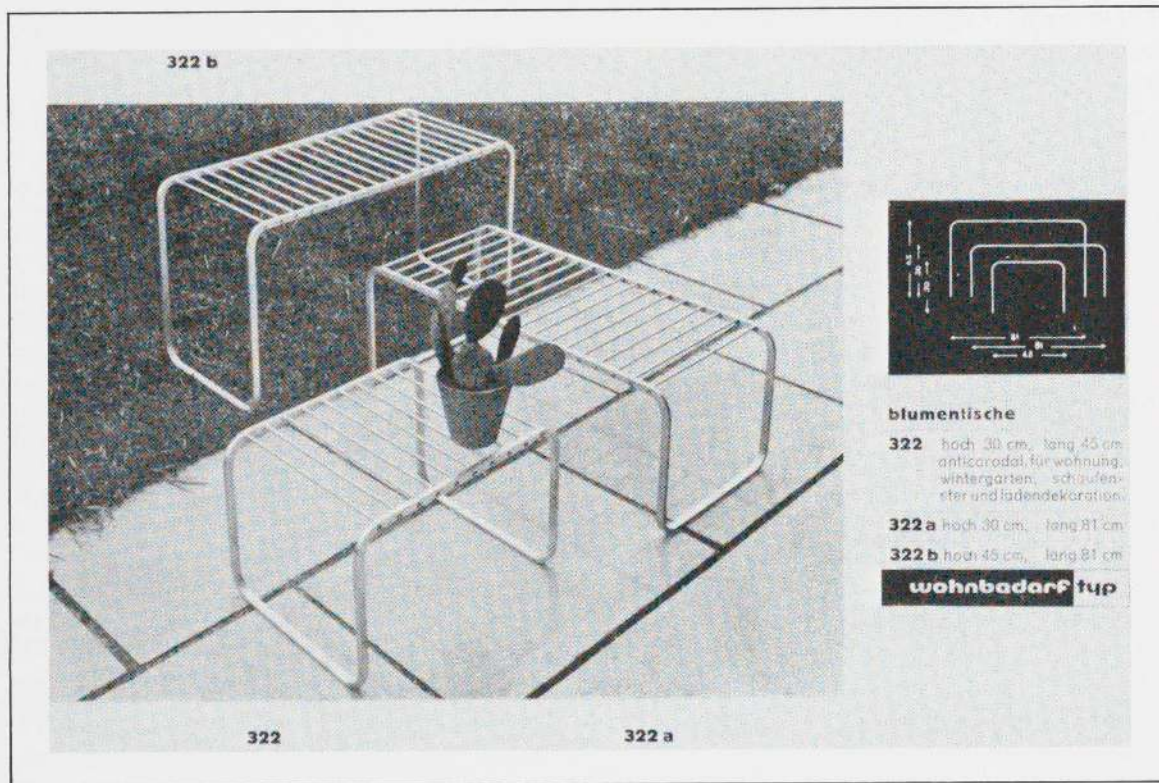 322 b
blumentische
322 hoch 30 cm, lang 45 cm
anticorodal, für wohnung,
wintergarten, schaufen-
ster und ladendekoration.
322 a hoch 30 cm, lang 81 cm
322 b hoch 45 cm, lang 81 cm
wohnbedarf typ
322
322 a